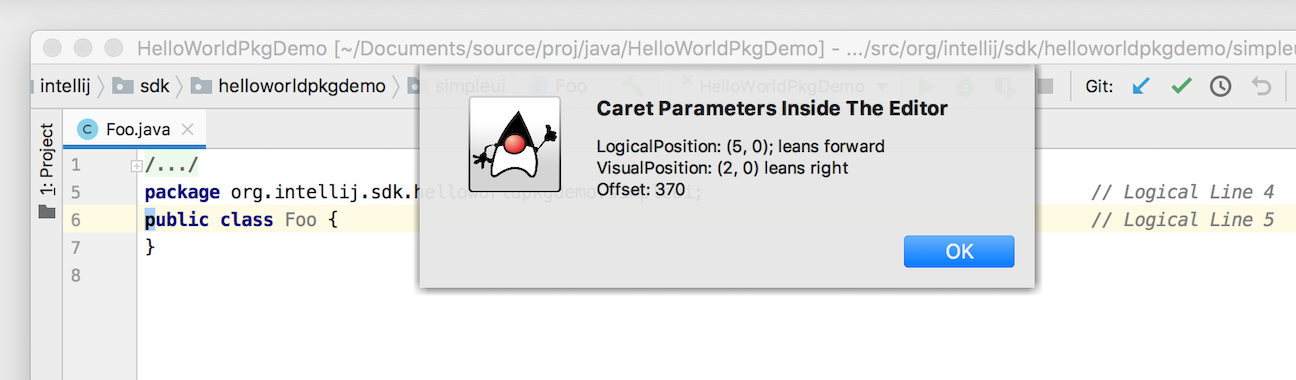 HelloWorldPkgDemo [~/Documents/source/proj/java/HelloWorldPkgDemo] - .../src/org/intellij/sdk/helloworldpkgdemo/simpleui
intellij sdk helloworldpkgdemo simpleui Foo HelloWorldPkgDemo Git:
1: Project
C Foo.java
Caret Parameters Inside The Editor
LogicalPosition: (5, 0); leans forward
VisualPosition: (2, 0) leans right
Offset: 370
OK
1 /.../
5 package org.intellij.sdk.helloworldpkgdemo.simpleui; // Logical Line 4
6 public class Foo { // Logical Line 5
7 }
8